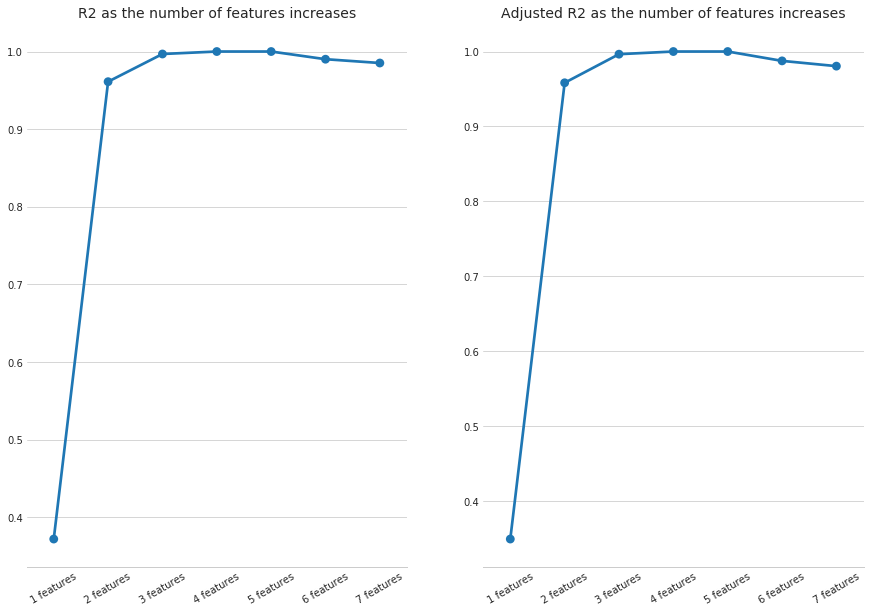 R2 as the number of features increases
1.0
0.9
0.8
0.7
0.6
0.5
0.4
1 features
2 features
3 features
4 features
5 features
6 features
7 features
Adjusted R2 as the number of features increases
1.0
0.9
0.8
0.7
0.6
0.5
0.4
1 features
2 features
3 features
4 features
5 features
6 features
7 features